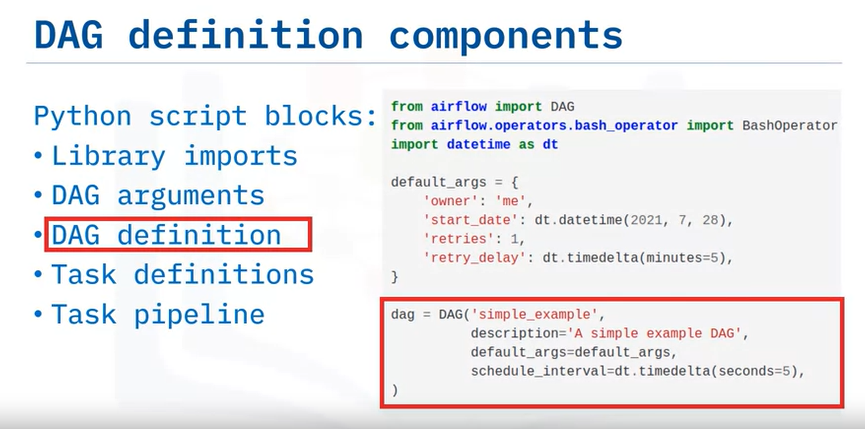 DAG definition components
Python script blocks:
• Library imports
• DAG arguments
• DAG definition
• Task definitions
• Task pipeline
from airflow import DAG
from airflow.operators.bash_operator import BashOperator
import datetime as dt
default_args = {
    'owner': 'me',
    'start_date': dt.datetime(2021, 7, 28),
    'retries': 1,
    'retry_delay': dt.timedelta(minutes=5),
}
dag = DAG('simple_example',
          description='A simple example DAG',
          default_args=default_args,
          schedule_interval=dt.timedelta(seconds=5),
)